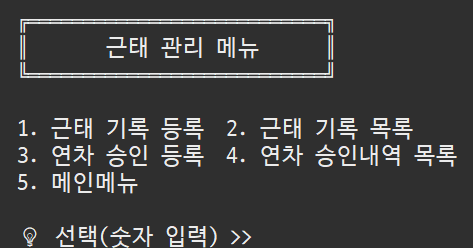 근태 관리 메뉴
1. 근태 기록 등록  2. 근태 기록 목록
3. 연차 승인 등록  4. 연차 승인내역 목록
5. 메인메뉴
💡 선택(숫자 입력) >>